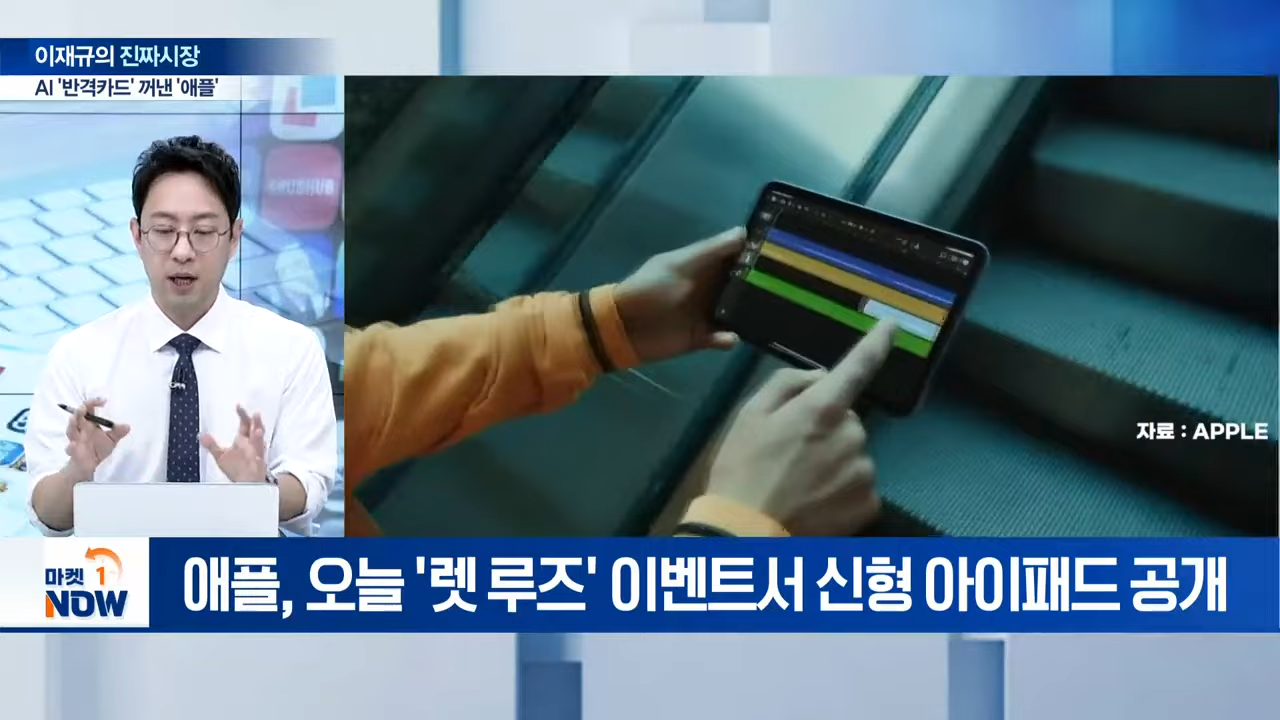 이재규의 진짜시장
AI '반격카드' 꺼낸 '애플'
GRUBHUB
자료 : APPLE
마켓 1
NOW
애플, 오늘 '렛 루즈' 이벤트서 신형 아이패드 공개